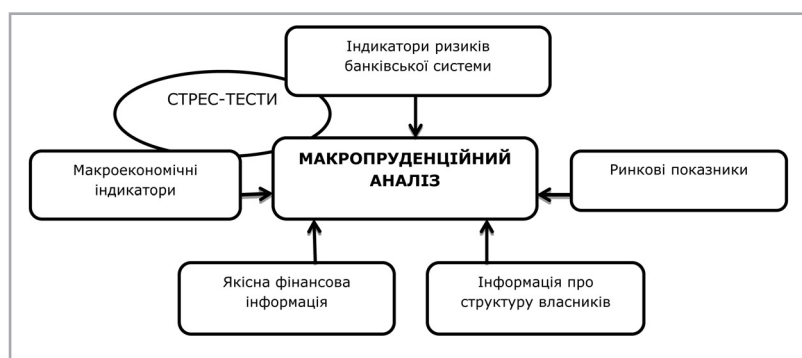 Індикатори ризиків
банківської системи
СТРЕС-ТЕСТИ
МАКРОПРУДЕНЦІЙНИЙ
АНАЛІЗ
Макроекономічні
індикатори
Ринкові показники
Якісна фінансова
інформація
Інформація про
структуру власників